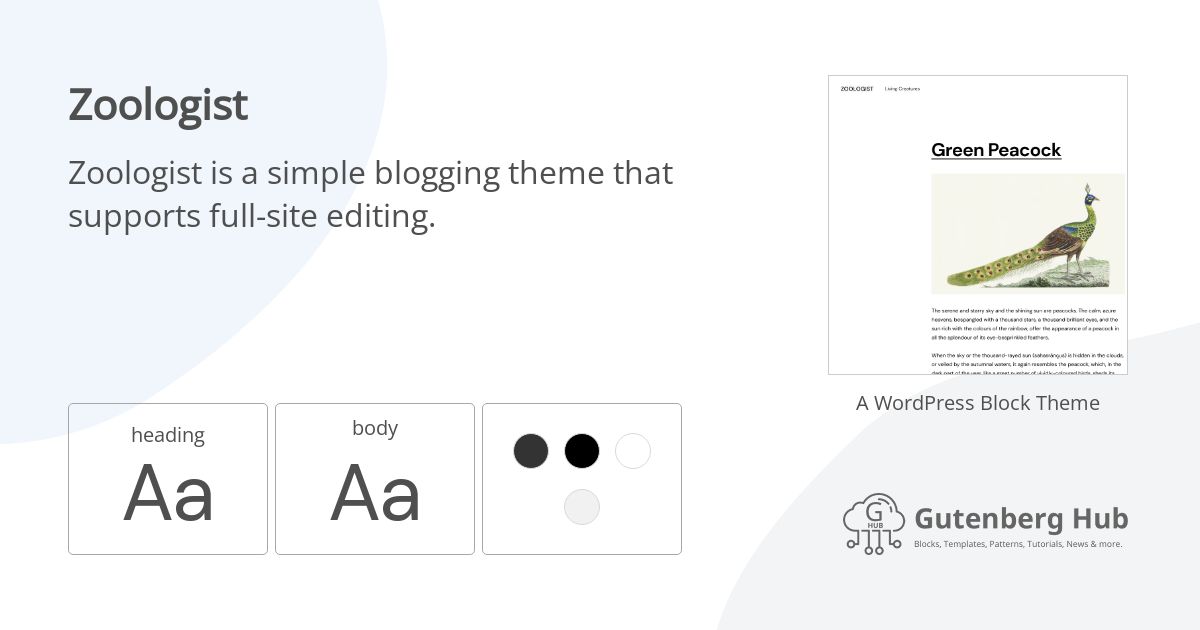 Zoologist
Zoologist is a simple blogging theme that
supports full-site editing.
heading
Aa
body
Aa
ZOOLOGIST Living Creatures
Green Peacock
The serene and starry sky and the shining sun are peacocks. The calm, azure
heavens, bespangled with a thousand stars, a thousand brilliant eyes, and the
sun rich with the colours of the rainbow, offer the appearance of a peacock in
all the splendour of its eye-besprinkled feathers.
When the sky or the thousand-rayed sun (sahasrânçus) is hidden in the clouds,
or veiled by the autumnal waters, it again resembles the peacock, which, in the
dark part of the year, like a great number of vividly-coloured birds, sheds its
A WordPress Block Theme
G
HUB
Gutenberg Hub
Blocks, Templates, Patterns, Tutorials, News & more.